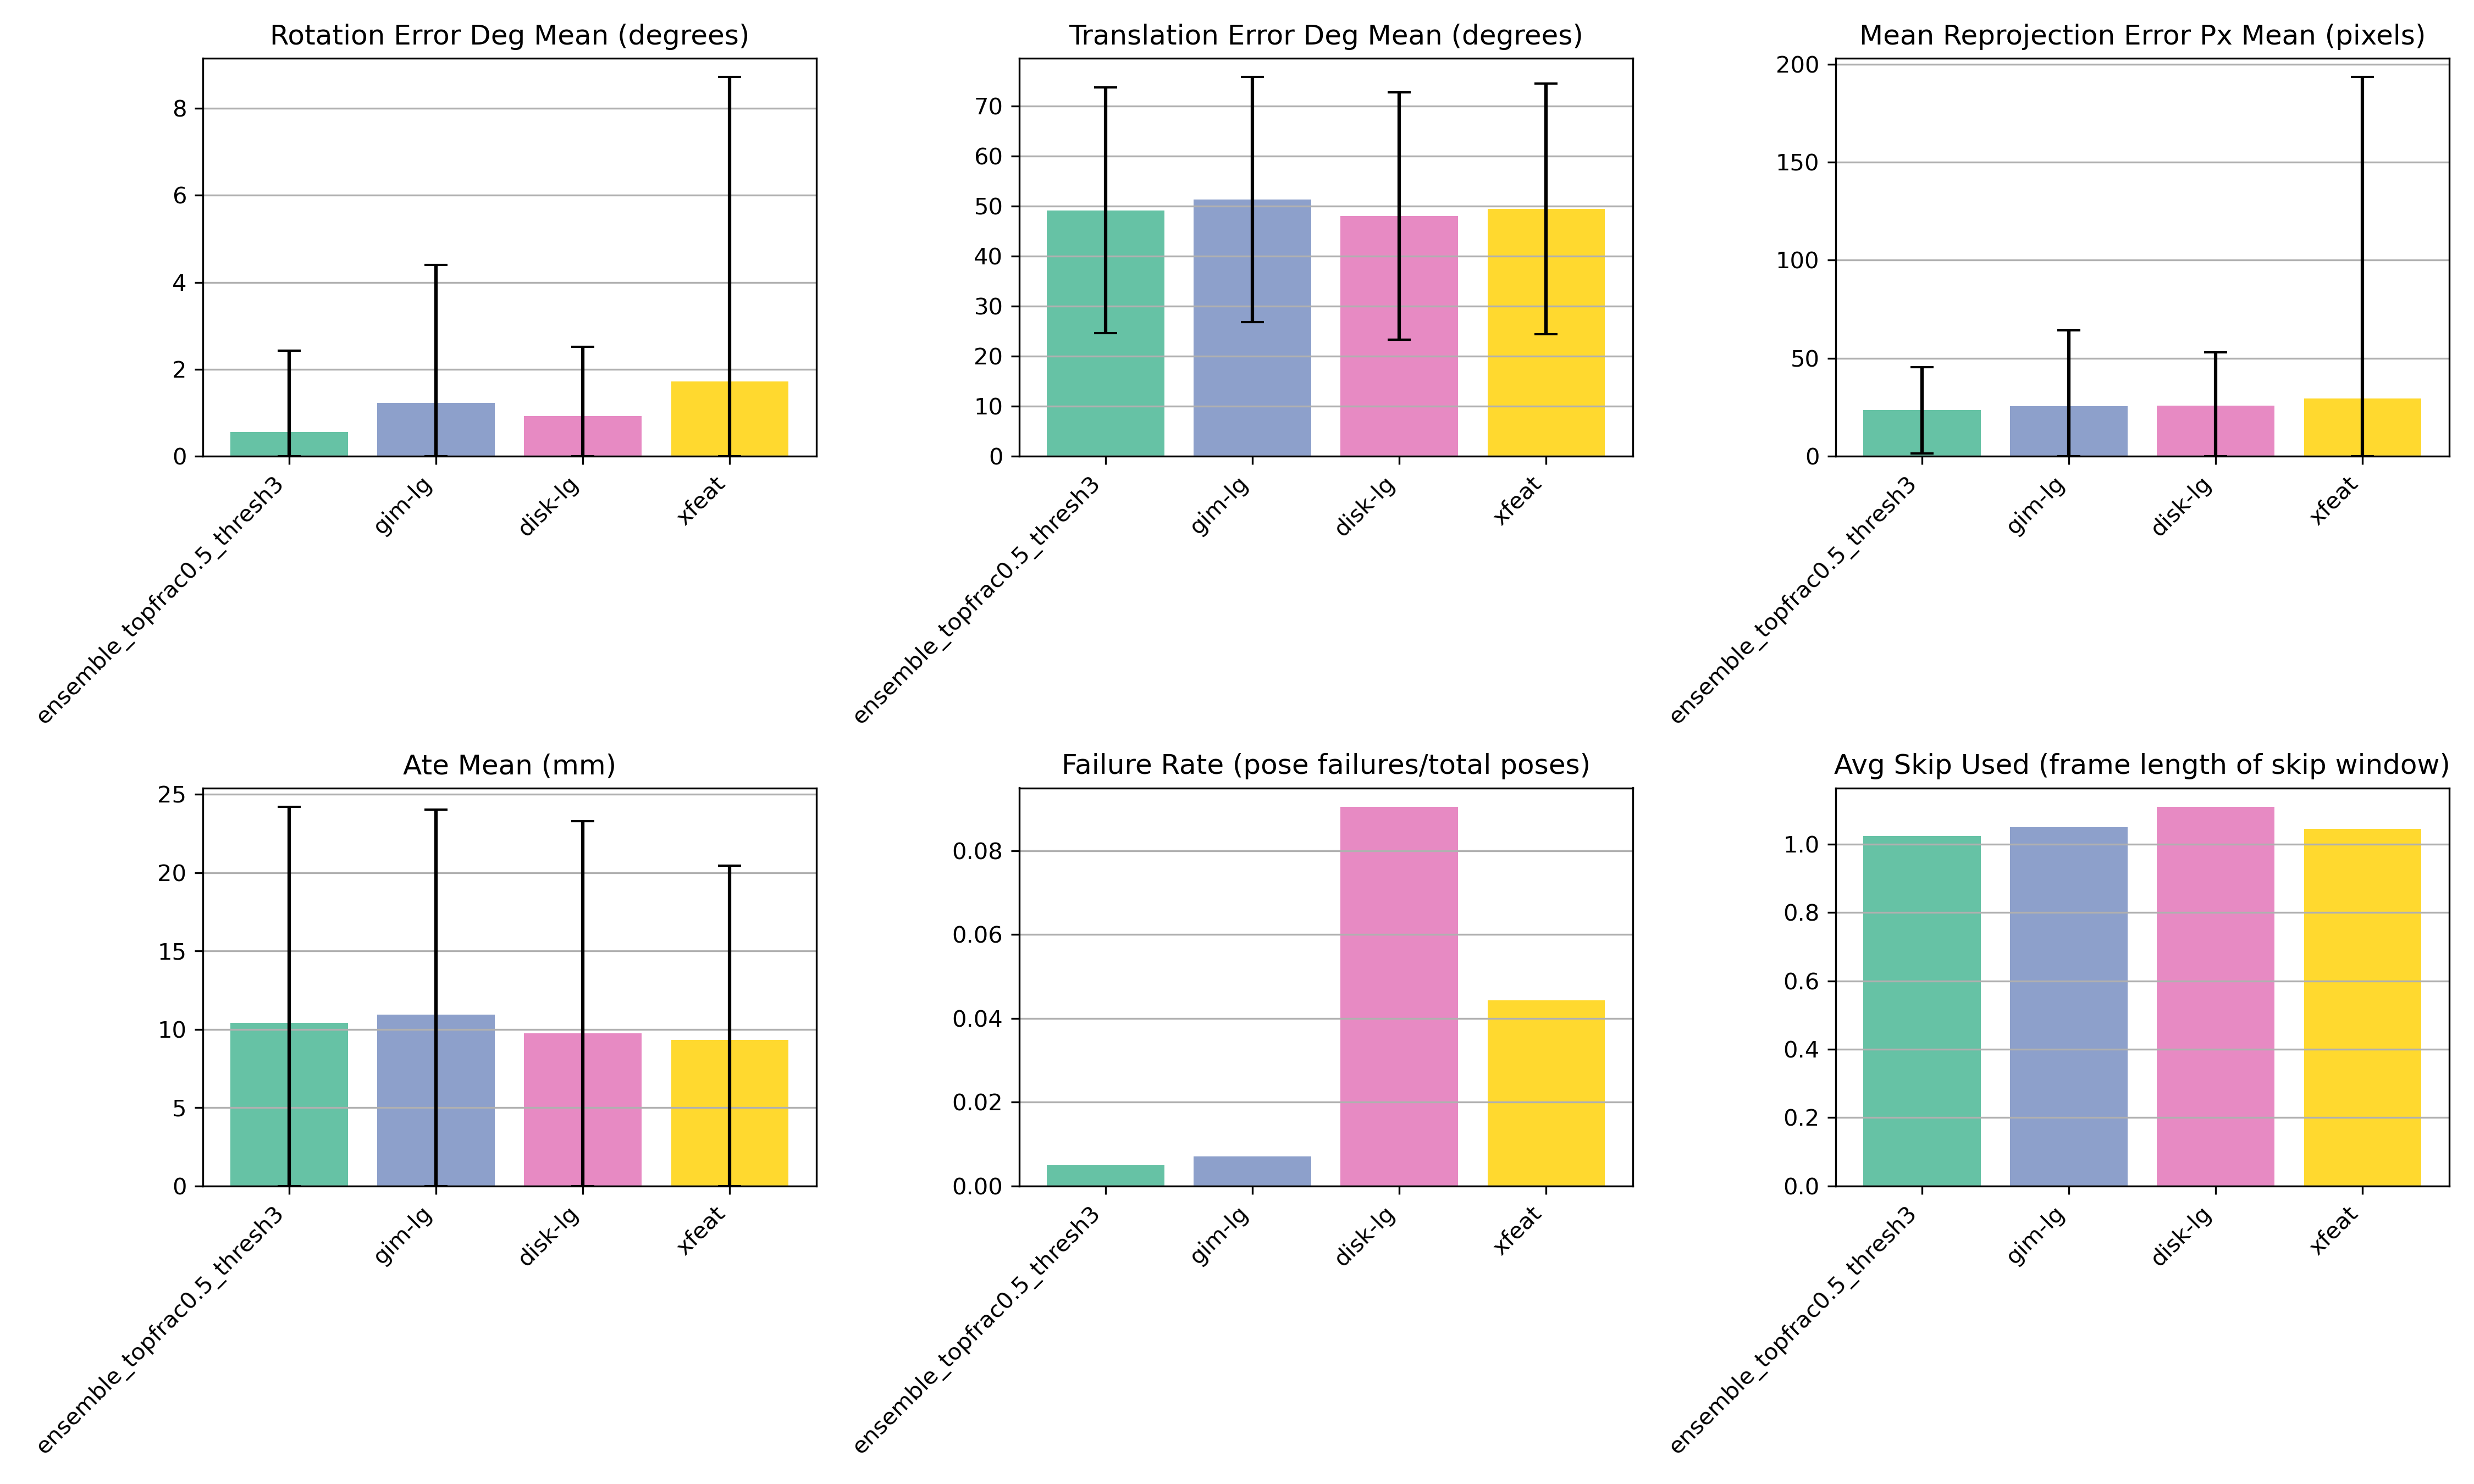 Rotation Error Deg Mean (degrees)
8
6
4
2
0
ensemble_topfrac0.5_thresh3
gim-lg
disk-lg
xfeat
Translation Error Deg Mean (degrees)
70
60
50
40
30
20
10
0
ensemble_topfrac0.5_thresh3
gim-lg
disk-lg
xfeat
Mean Reprojection Error Px Mean (pixels)
200
150
100
50
0
ensemble_topfrac0.5_thresh3
gim-lg
disk-lg
xfeat
Ate Mean (mm)
25
20
15
10
5
0
ensemble_topfrac0.5_thresh3
gim-lg
disk-lg
xfeat
Failure Rate (pose failures/total poses)
0.08
0.06
0.04
0.02
0.00
ensemble_topfrac0.5_thresh3
gim-lg
disk-lg
xfeat
Avg Skip Used (frame length of skip window)
1.0
0.8
0.6
0.4
0.2
0.0
ensemble_topfrac0.5_thresh3
gim-lg
disk-lg
xfeat